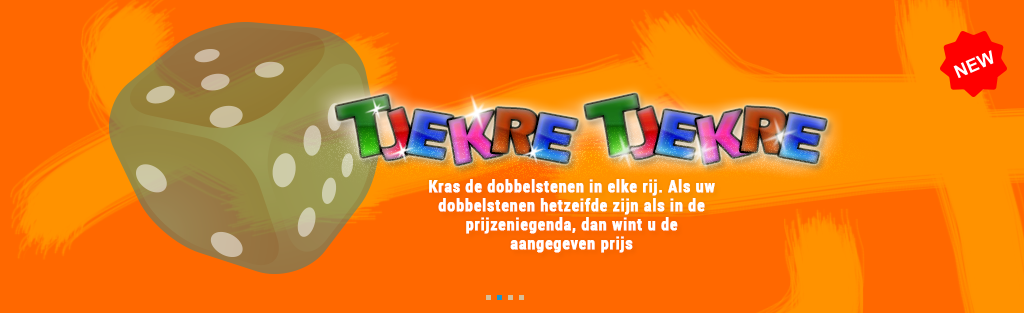 NEW
TJEKRE TJEKRE
Kras de dobbelstenen in elke rij. Als uw
dobbelstenen hetzeifde zijn als in de
prijzeniegenda, dan wint u de
aangegeven prijs